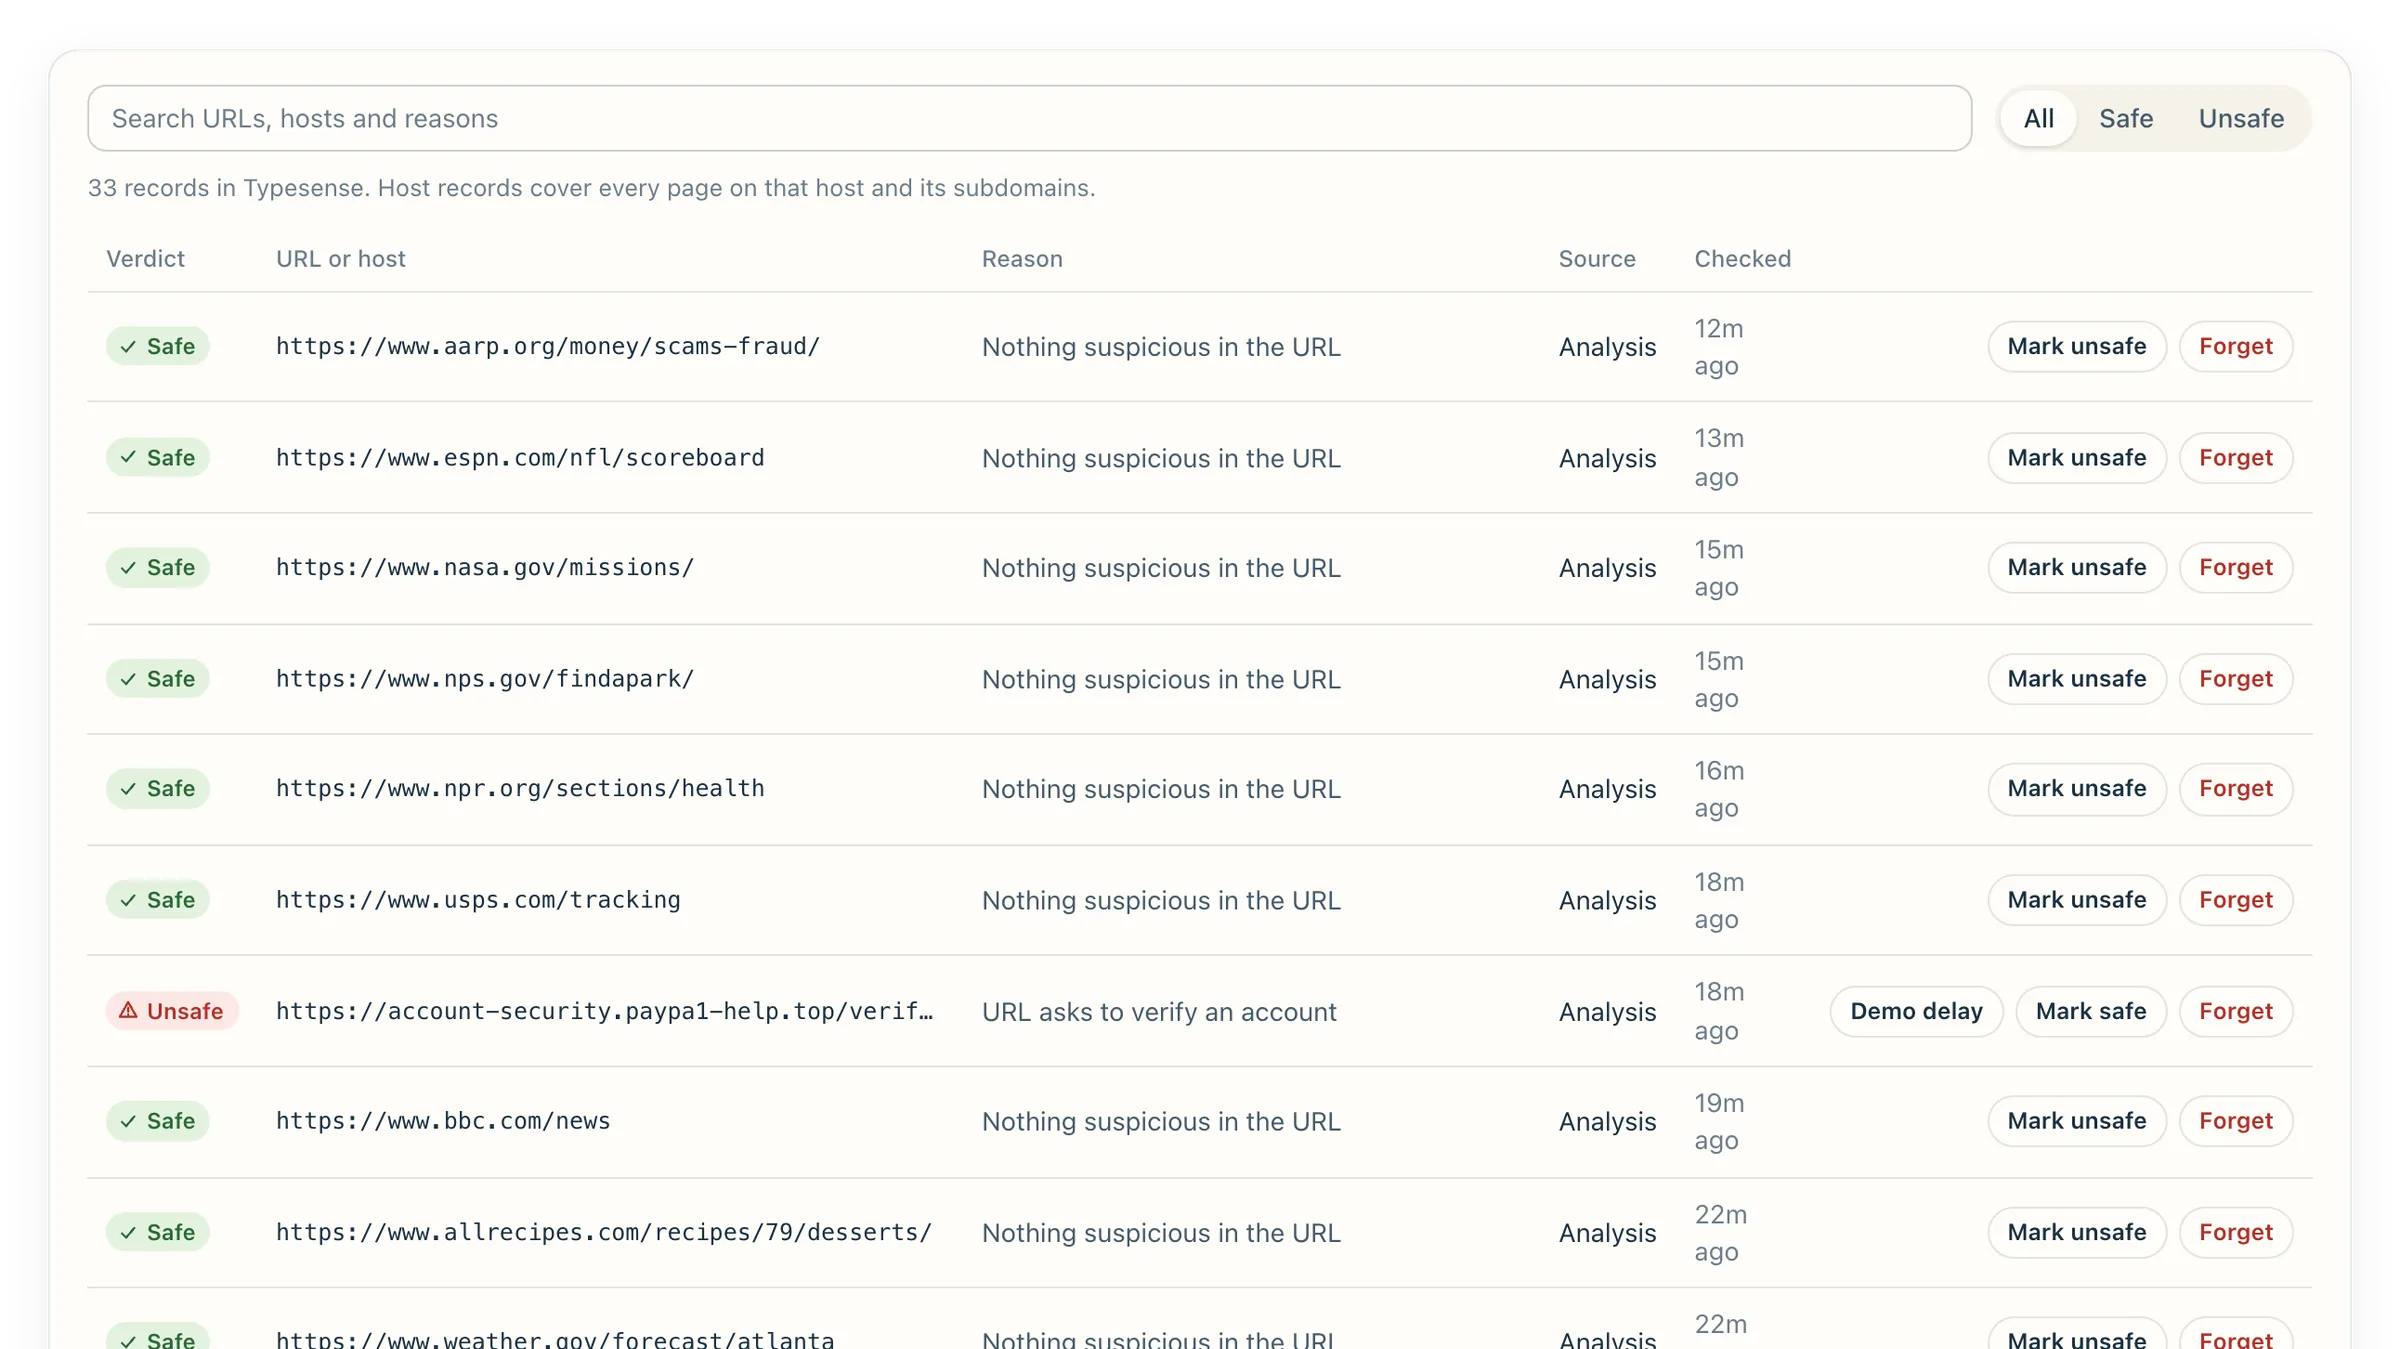 Search URLs, hosts and reasons
All Safe Unsafe
33 records in Typesense. Host records cover every page on that host and its subdomains.
Verdict URL or host Reason Source Checked
Safe https://www.aarp.org/money/scams-fraud/ Nothing suspicious in the URL Analysis 12m ago Mark unsafe Forget
Safe https://www.espn.com/nfl/scoreboard Nothing suspicious in the URL Analysis 13m ago Mark unsafe Forget
Safe https://www.nasa.gov/missions/ Nothing suspicious in the URL Analysis 15m ago Mark unsafe Forget
Safe https://www.nps.gov/findapark/ Nothing suspicious in the URL Analysis 15m ago Mark unsafe Forget
Safe https://www.npr.org/sections/health Nothing suspicious in the URL Analysis 16m ago Mark unsafe Forget
Safe https://www.usps.com/tracking Nothing suspicious in the URL Analysis 18m ago Mark unsafe Forget
Unsafe https://account-security.paypa1-help.top/verif… URL asks to verify an account Analysis 18m ago Demo delay Mark safe Forget
Safe https://www.bbc.com/news Nothing suspicious in the URL Analysis 19m ago Mark unsafe Forget
Safe https://www.allrecipes.com/recipes/79/desserts/ Nothing suspicious in the URL Analysis 22m ago Mark unsafe Forget
Safe https://www.weather.gov/forecast/atlanta Nothing suspicious in the URL Analysis 22m Mark unsafe Forget